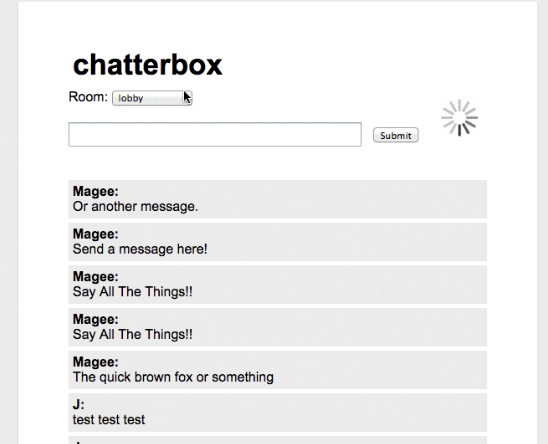 chatterbox
Room: lobby
Submit
Magee:
Or another message.
Magee:
Send a message here!
Magee:
Say All The Things!!
Magee:
Say All The Things!!
Magee:
The quick brown fox or something
J:
test test test